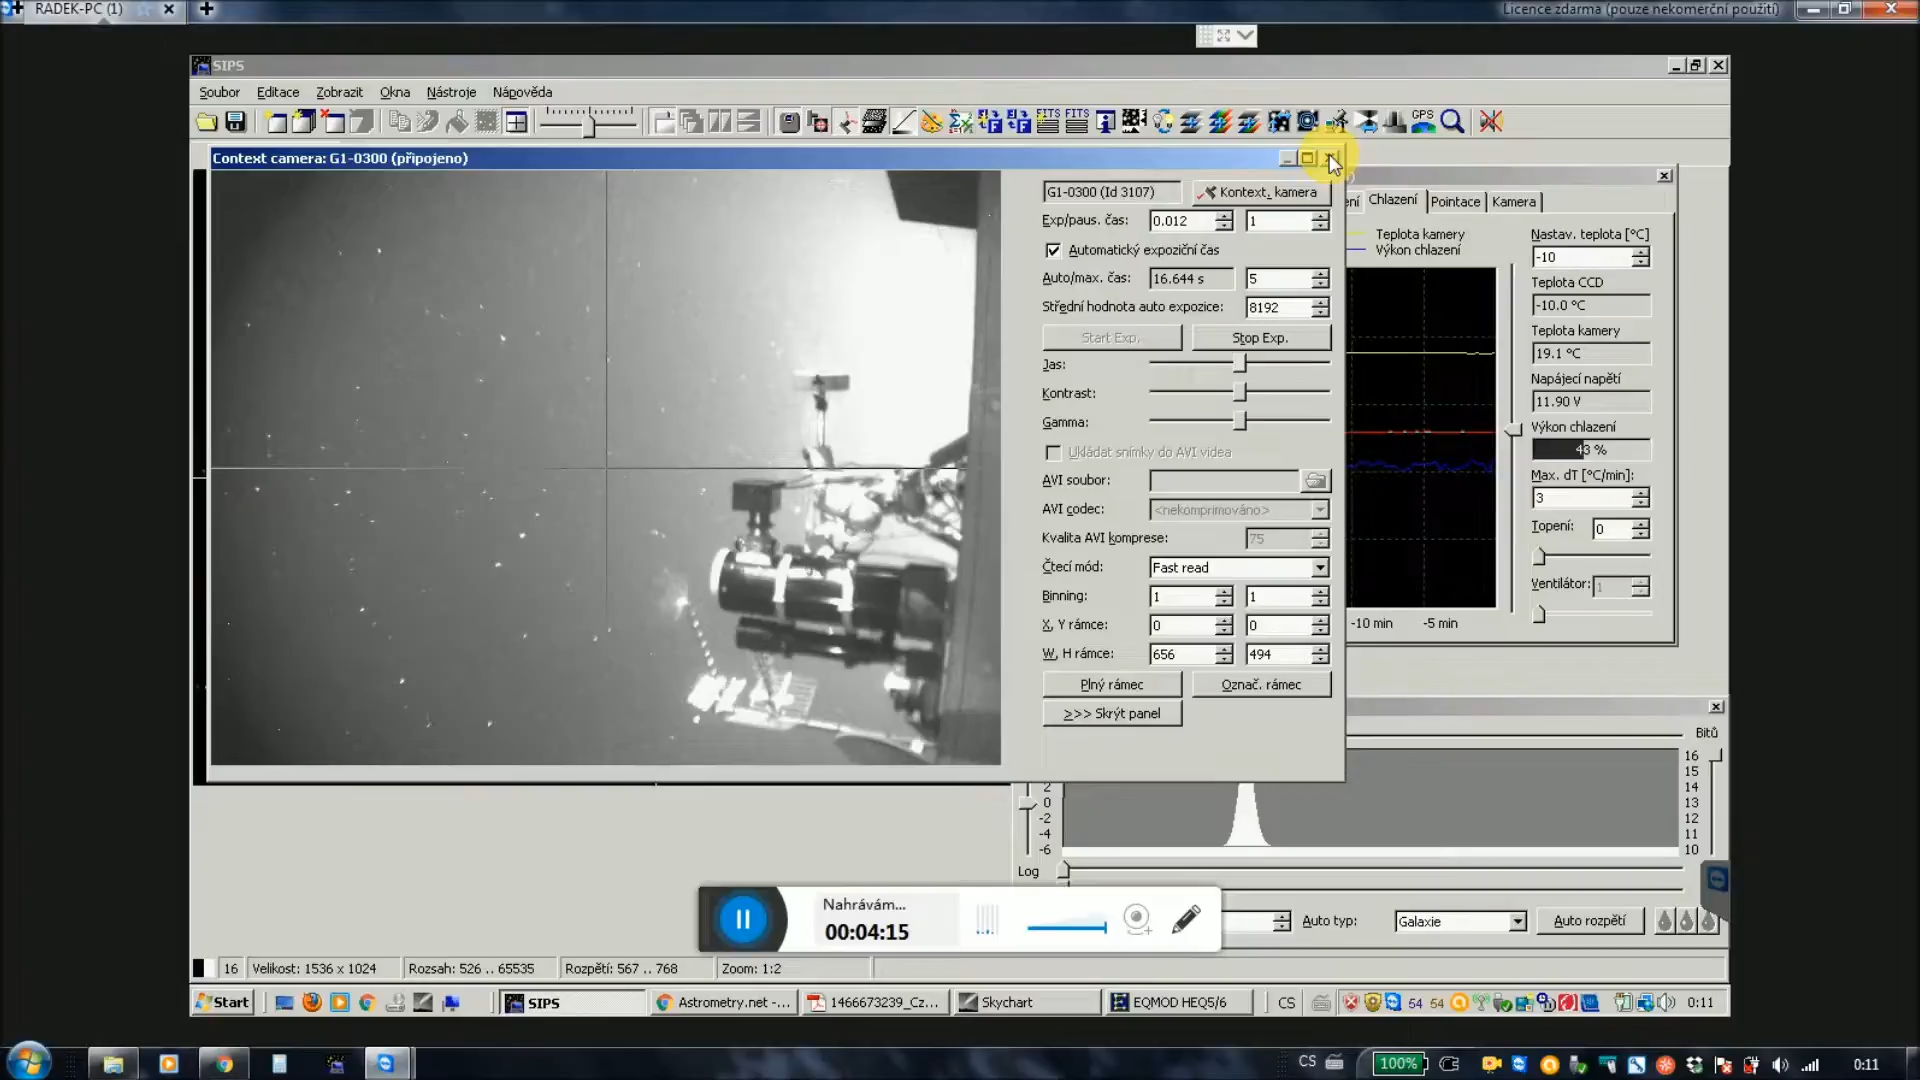 RADEK-PC (1)
Licence zdarma (pouze nekomerční použití)
SIPS
Soubor Editace Zobrazit Okna Nástroje Nápověda
FITS FITS GPS
Context camera: G1-0300 (připojeno)
G1-0300 (Id 3107) Kontext. kamera
Exp/paus. čas: 0.012 1
Automatický expoziční čas
Auto/max. čas: 16.644 s 5
Střední hodnota auto expozice: 8192
Start Exp. Stop Exp.
Jas:
Kontrast:
Gamma:
Ukládat snímky do AVI videa
AVI soubor:
AVI codec: <nekomprimováno>
Kvalita AVI komprese: 75
Čtecí mód: Fast read
Binning: 1 1
X, Y rámce: 0 0
W, H rámce: 656 494
Plný rámec Označ. rámec
>>> Skrýt panel
ení Chlazení Pointace Kamera
Teplota kamery
Výkon chlazení
-10 min -5 min
Nastav. teplota [°C]
-10
Teplota CCD
-10.0 °C
Teplota kamery
19.1 °C
Napájecí napětí
11.90 V
Výkon chlazení
43 %
Max. dT [°C/min]:
3
Topení: 0
Ventilátor: 1
Bitů
16
15
14
13
12
11
10
2
0
-2
-4
-6
Log
Auto typ: Galaxie Auto rozpětí
Nahrávám...
00:04:15
16 Velikost: 1536 x 1024 Rozsah: 526 .. 65535 Rozpětí: 567 .. 768 Zoom: 1:2
Start SIPS Astrometry.net -... 1466673239_Cz... Skychart EQMOD HEQ5/6 CS 54 54 0:11
CS 100% 0:11